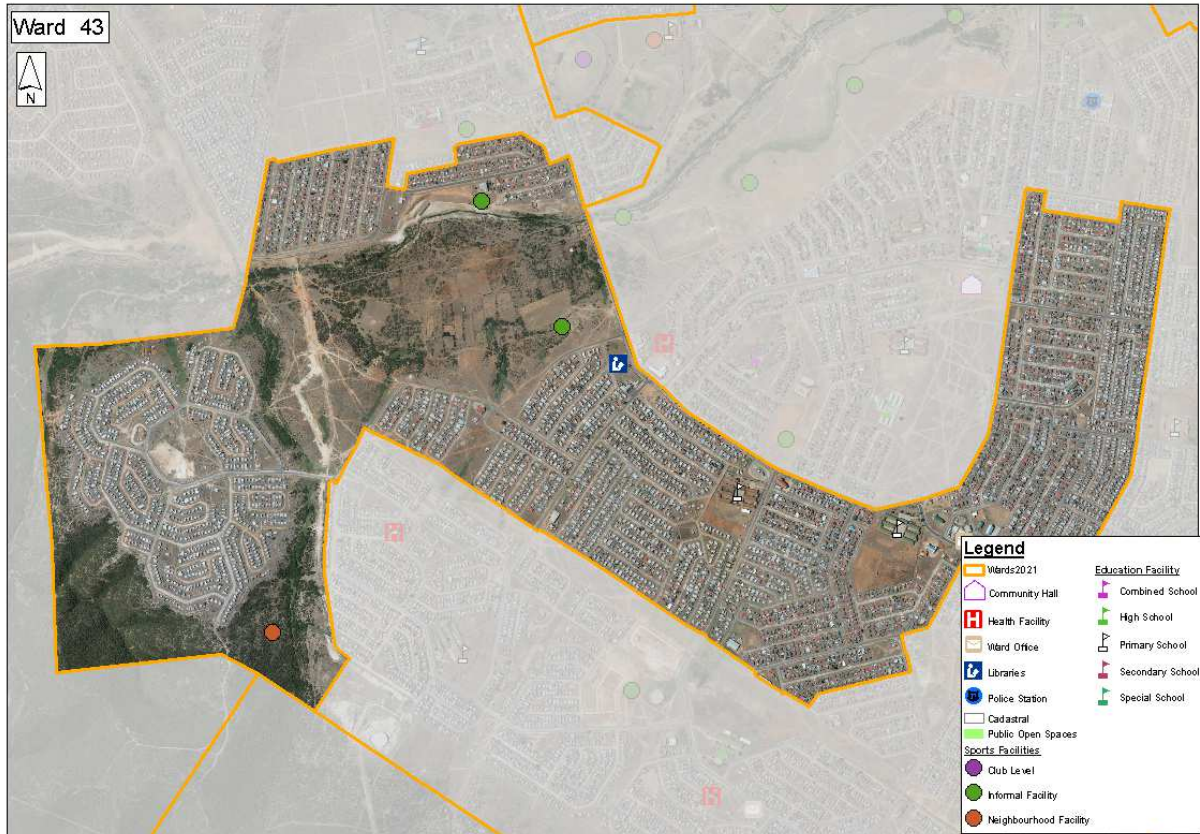 Ward 43
N
Legend
Wards2021
Community Hall
Health Facility
Ward Office
Libraries
Police Station
Cadastral
Public Open Spaces
Sports Facilities
Club Level
Informal Facility
Neighbourhood Facility
Education Facility
Combined School
High School
Primary School
Secondary School
Special School